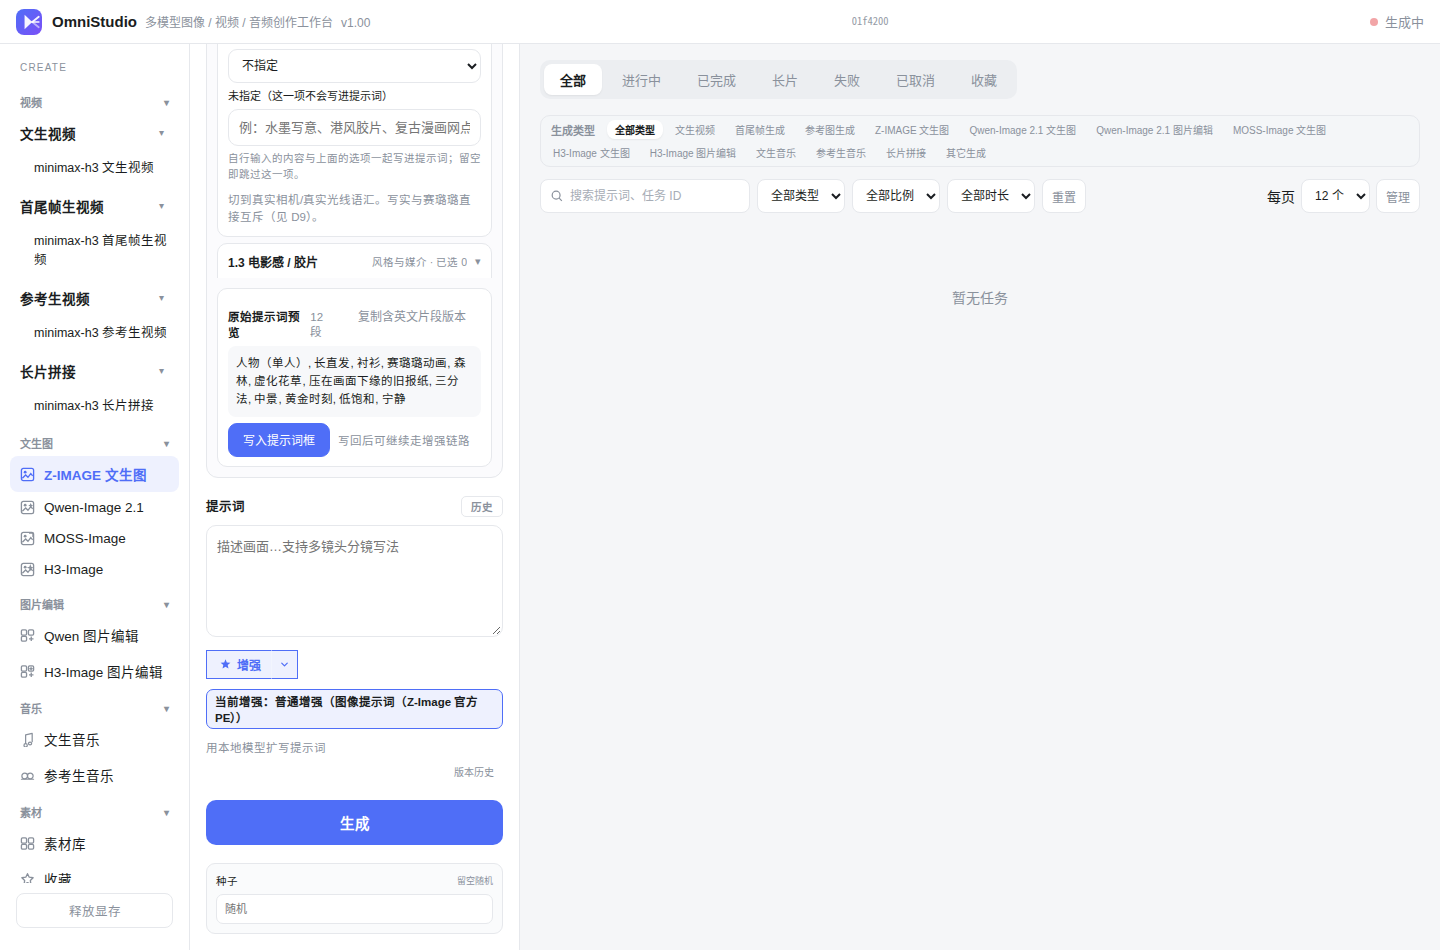 OmniStudio 多模型图像 / 视频 / 音频创作工作台 v1.00
01f4200
生成中
CREATE
视频
文生视频
minimax-h3 文生视频
首尾帧生视频
minimax-h3 首尾帧生视
频
参考生视频
minimax-h3 参考生视频
长片拼接
minimax-h3 长片拼接
文生图
Z-IMAGE 文生图
Qwen-Image 2.1
MOSS-Image
H3-Image
图片编辑
Qwen 图片编辑
H3-Image 图片编辑
音乐
文生音乐
参考生音乐
素材
素材库
收藏
释放显存
不指定
未指定（这一项不会写进提示词）
例：水墨写意、港风胶片、复古漫画网点
自行输入的内容与上面的选项一起写进提示词；留空
即跳过这一项。
切到真实相机/真实光线语汇。写实与赛璐璐直
接互斥（见 D9）。
1.3 电影感 / 胶片 风格与媒介 · 已选 0
原始提示词预
览
12
段
复制含英文片段版本
人物（单人）, 长直发, 衬衫, 赛璐璐动画, 森
林, 虚化花草, 压在画面下缘的旧报纸, 三分
法, 中景, 黄金时刻, 低饱和, 宁静
写入提示词框 写回后可继续走增强链路
提示词 历史
描述画面…支持多镜头分镜写法
增强
当前增强：普通增强（图像提示词（Z-Image 官方
PE））
用本地模型扩写提示词
版本历史
生成
种子 留空随机
随机
全部 进行中 已完成 长片 失败 已取消 收藏
生成类型 全部类型 文生视频 首尾帧生成 参考图生成 Z-IMAGE 文生图 Qwen-Image 2.1 文生图 Qwen-Image 2.1 图片编辑 MOSS-Image 文生图
H3-Image 文生图 H3-Image 图片编辑 文生音乐 参考生音乐 长片拼接 其它生成
搜索提示词、任务 ID 全部类型 全部比例 全部时长 重置 每页 12 个 管理
暂无任务